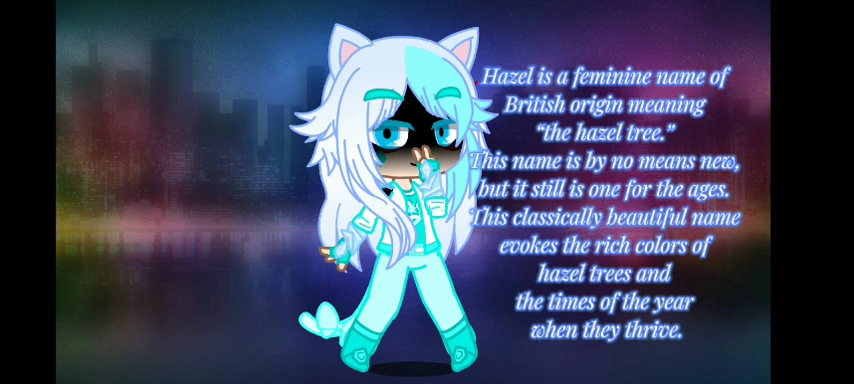 Hazel is a feminine name of
British origin meaning
“the hazel tree.”
This name is by no means new,
but it still is one for the ages.
This classically beautiful name
evokes the rich colors of
hazel trees and
the times of the year
when they thrive.